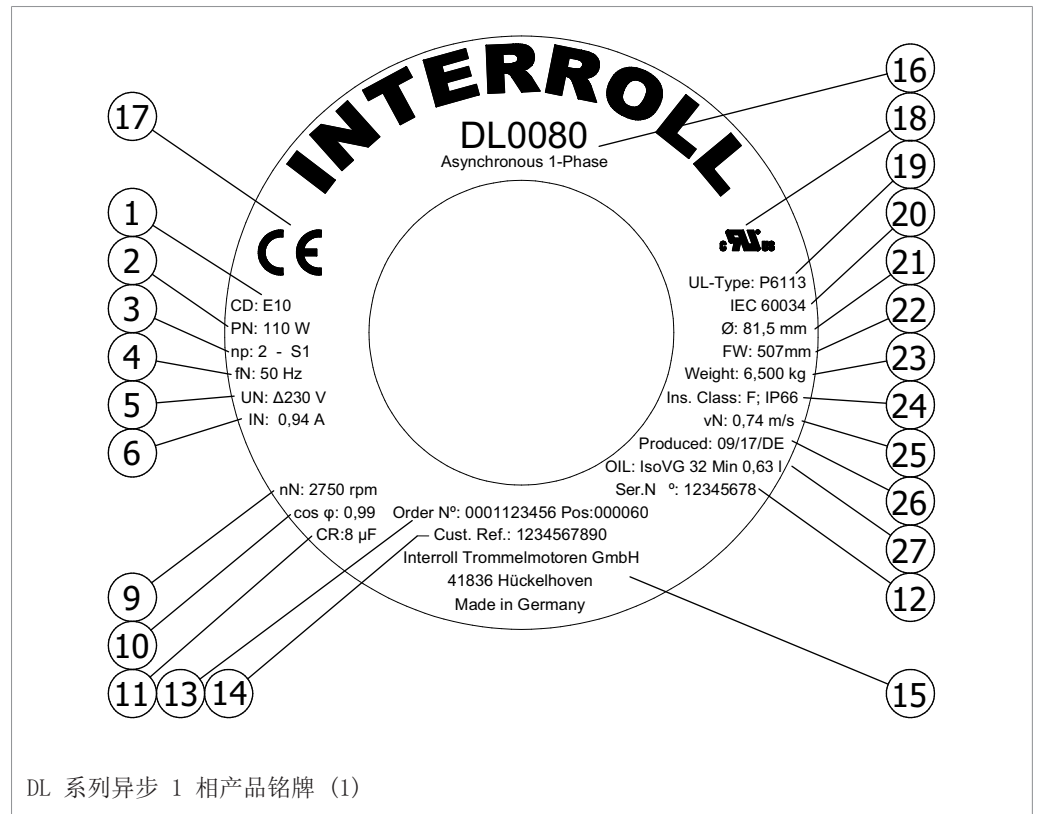 INTERROLL
DL0080
Asynchronous 1-Phase
16
17
18
19
1
20
2
21
3
22
4
23
5
24
6
25
26
27
9
12
10
11
13
14
15
CE
c UR us
UL-Type: P6113
CD: E10
IEC 60034
PN: 110 W
Ø: 81,5 mm
np: 2 - S1
FW: 507mm
fN: 50 Hz
Weight: 6,500 kg
UN: Δ230 V
Ins. Class: F; IP66
IN: 0,94 A
vN: 0,74 m/s
Produced: 09/17/DE
OIL: IsoVG 32 Min 0,63 l
nN: 2750 rpm
Ser.N º: 12345678
cos φ: 0,99
Order Nº: 0001123456 Pos:000060
CR:8 µF
Cust. Ref.: 1234567890
Interroll Trommelmotoren GmbH
41836 Hückelhoven
Made in Germany
DL 系列异步 1 相产品铭牌 (1)